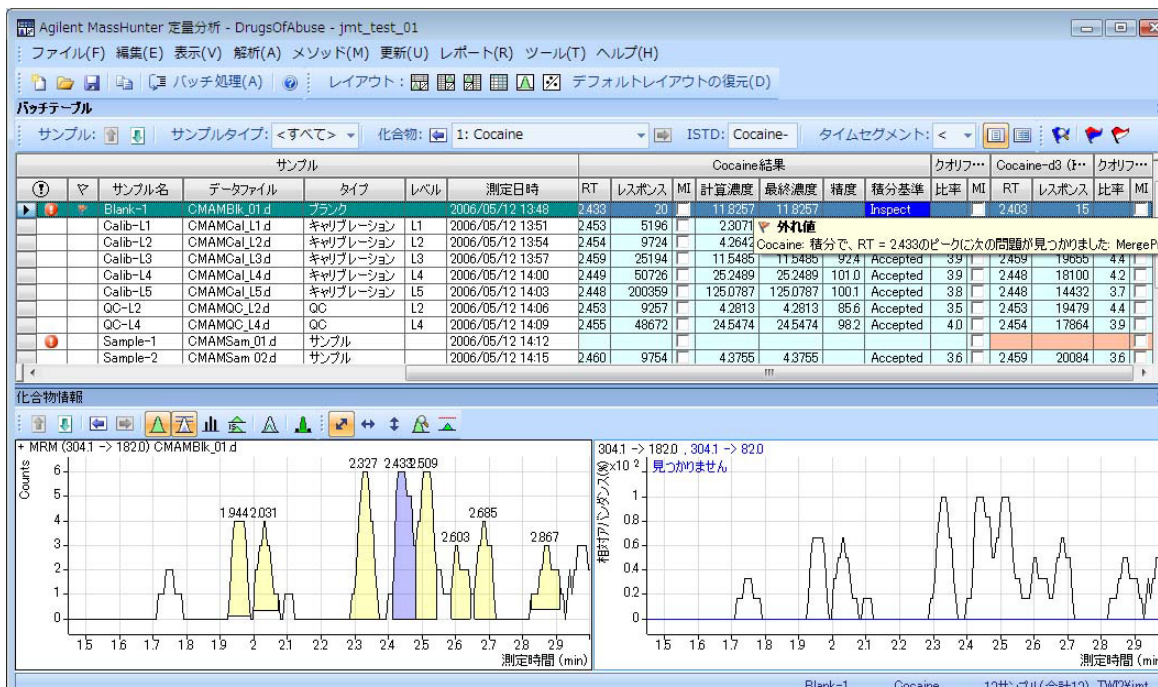 Agilent MassHunter 定量分析 - DrugsOfAbuse - jmt_test_01
ファイル(F) 編集(E) 表示(V) 解析(A) メソッド(M) 更新(U) レポート(R) ツール(T) ヘルプ(H)
バッチ処理(A) レイアウト: デフォルトレイアウトの復元(D)
バッチテーブル
サンプル: サンプルタイプ: <すべて> 化合物: 1: Cocaine ISTD: Cocaine- タイムセグメント: <
サンプル Cocaine結果 クオリフ… Cocaine-d3 (ﾄ… クオリフ…
サンプル名 データファイル タイプ レベル 測定日時 RT レスポンス MI 計算濃度 最終濃度 精度 積分基準 比率 MI RT レスポンス 比率 MI
Blank-1 CMAMBlk_01.d ブランク 2006/05/12 13:48 2.433 20 11.8257 11.8257 Inspect 2.403 15
Calib-L1 CMAMCal_L1.d キャリブレーション L1 2006/05/12 13:51 2.453 5196 2.3071 外れ値
Calib-L2 CMAMCal_L2.d キャリブレーション L2 2006/05/12 13:54 2.454 9724 4.2642 Cocaine: 積分で、RT = 2.433のピークに次の問題が見つかりました: MergeP
Calib-L3 CMAMCal_L3.d キャリブレーション L3 2006/05/12 13:57 2.459 25194 11.5485 11.5485 92.4 Accepted 3.9 2.459 19655 4.4
Calib-L4 CMAMCal_L4.d キャリブレーション L4 2006/05/12 14:00 2.449 50726 25.2489 25.2489 101.0 Accepted 3.9 2.448 18100 4.2
Calib-L5 CMAMCal_L5.d キャリブレーション L5 2006/05/12 14:03 2.448 200359 125.0787 125.0787 100.1 Accepted 3.8 2.448 14432 3.7
QC-L2 CMAMQC_L2.d QC L2 2006/05/12 14:06 2.453 9257 4.2813 4.2813 85.6 Accepted 3.5 2.453 19479 4.4
QC-L4 CMAMQC_L4.d QC L4 2006/05/12 14:09 2.455 48672 24.5474 24.5474 98.2 Accepted 4.0 2.454 17864 3.9
Sample-1 CMAMSam_01.d サンプル 2006/05/12 14:12
Sample-2 CMAMSam 02.d サンプル 2006/05/12 14:15 2.460 9754 4.3755 4.3755 Accepted 3.6 2.459 20084 3.6
化合物情報
+ MRM (304.1 -> 182.0) CMAMBlk_01.d
Counts
6
5
4
3
2
1
0
1.944 2.031 2.327 2.433 2.509 2.603 2.685 2.867
1.5 1.6 1.7 1.8 1.9 2 2.1 2.2 2.3 2.4 2.5 2.6 2.7 2.8 2.9
測定時間 (min)
304.1 -> 182.0 , 304.1 -> 82.0
相対アバンダンス(%)
x10 2
見つかりません
1
0.8
0.6
0.4
0.2
0
1.5 1.6 1.7 1.8 1.9 2 2.1 2.2 2.3 2.4 2.5 2.6 2.7 2.8 2.9
測定時間 (min
Blank-1 Cocaine 12サンプル(合計12)